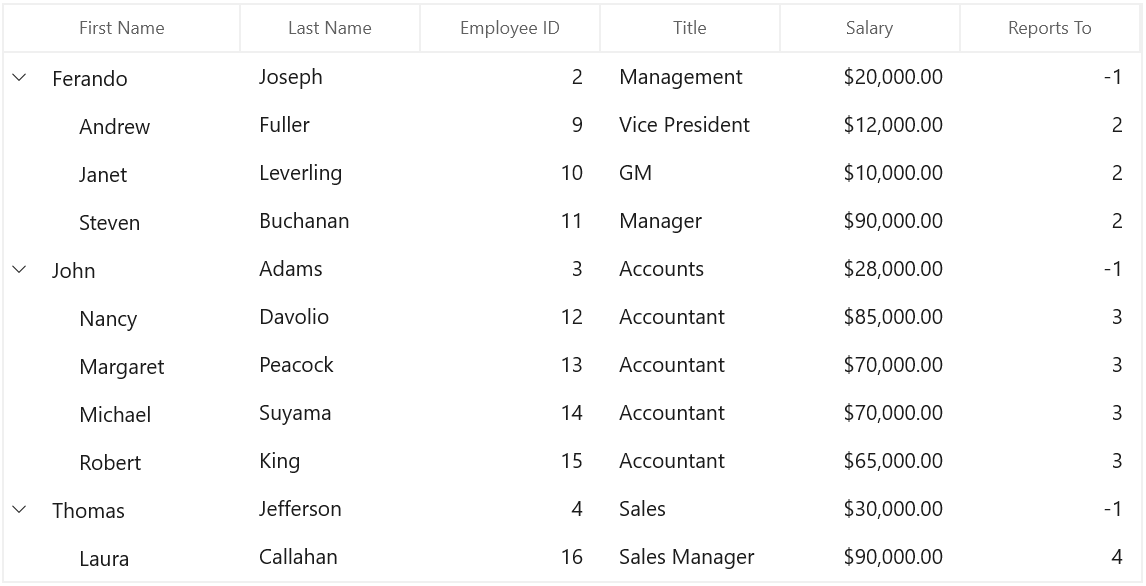 First Name Last Name Employee ID Title Salary Reports To
Ferando Joseph 2 Management $20,000.00 -1
Andrew Fuller 9 Vice President $12,000.00 2
Janet Leverling 10 GM $10,000.00 2
Steven Buchanan 11 Manager $90,000.00 2
John Adams 3 Accounts $28,000.00 -1
Nancy Davolio 12 Accountant $85,000.00 3
Margaret Peacock 13 Accountant $70,000.00 3
Michael Suyama 14 Accountant $70,000.00 3
Robert King 15 Accountant $65,000.00 3
Thomas Jefferson 4 Sales $30,000.00 -1
Laura Callahan 16 Sales Manager $90,000.00 4